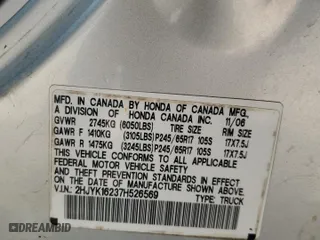 MFD. IN CANADA BY HONDA OF CANADA MFG.
A DIVISION OF HONDA CANADA INC. 11/06
GVWR 2745KG (6050LBS) TIRE SIZE RIM SIZE
GAWR F 1410KG (3105LBS) P245/65R17 105S 17X7.5J
GAWR R 1475KG (3245LBS) P245/65R17 105S 17X7.5J
THIS VEHICLE CONFORMS TO ALL APPLICABLE
FEDERAL MOTOR VEHICLE SAFETY
AND THEFT PREVENTION STANDARDS IN EFFECT
ON THE DATE OF MANUFACTURE SHOWN ABOVE.
V.I.N: 2HJYK16237H526569 TYPE: TRUCK